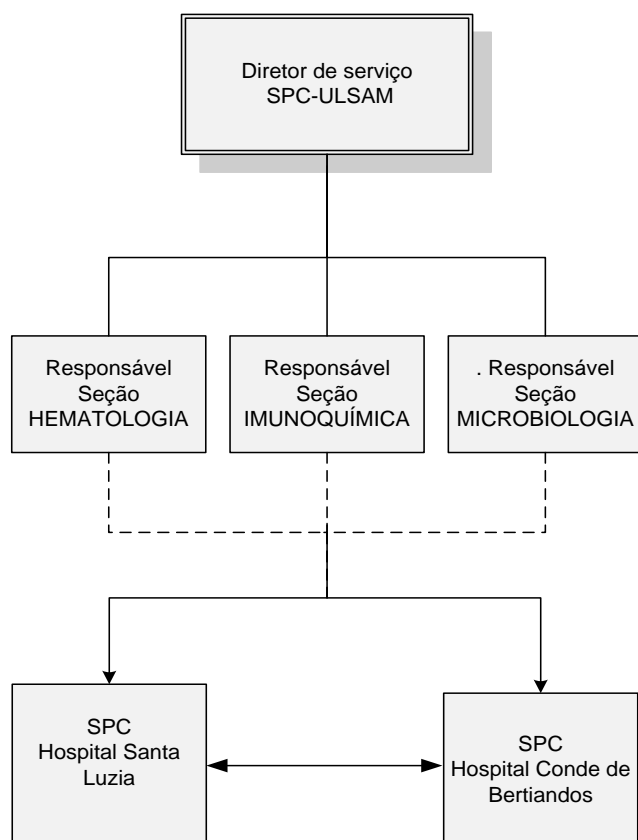 Diretor de serviço
SPC-ULSAM
Responsável
Seção
HEMATOLOGIA
Responsável
Seção
IMUNOQUÍMICA
. Responsável
Seção
MICROBIOLOGIA
SPC
Hospital Santa
Luzia
SPC
Hospital Conde de
Bertiandos